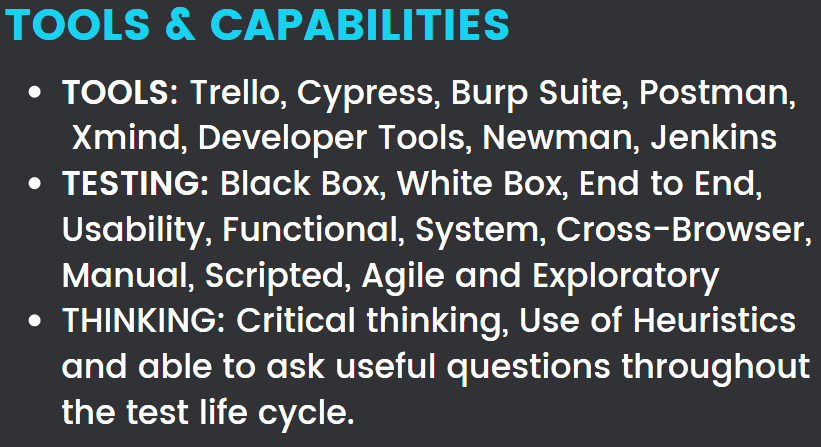 TOOLS & CAPABILITIES
• TOOLS: Trello, Cypress, Burp Suite, Postman,
Xmind, Developer Tools, Newman, Jenkins
• TESTING: Black Box, White Box, End to End,
Usability, Functional, System, Cross-Browser,
Manual, Scripted, Agile and Exploratory
• THINKING: Critical thinking, Use of Heuristics
and able to ask useful questions throughout
the test life cycle.